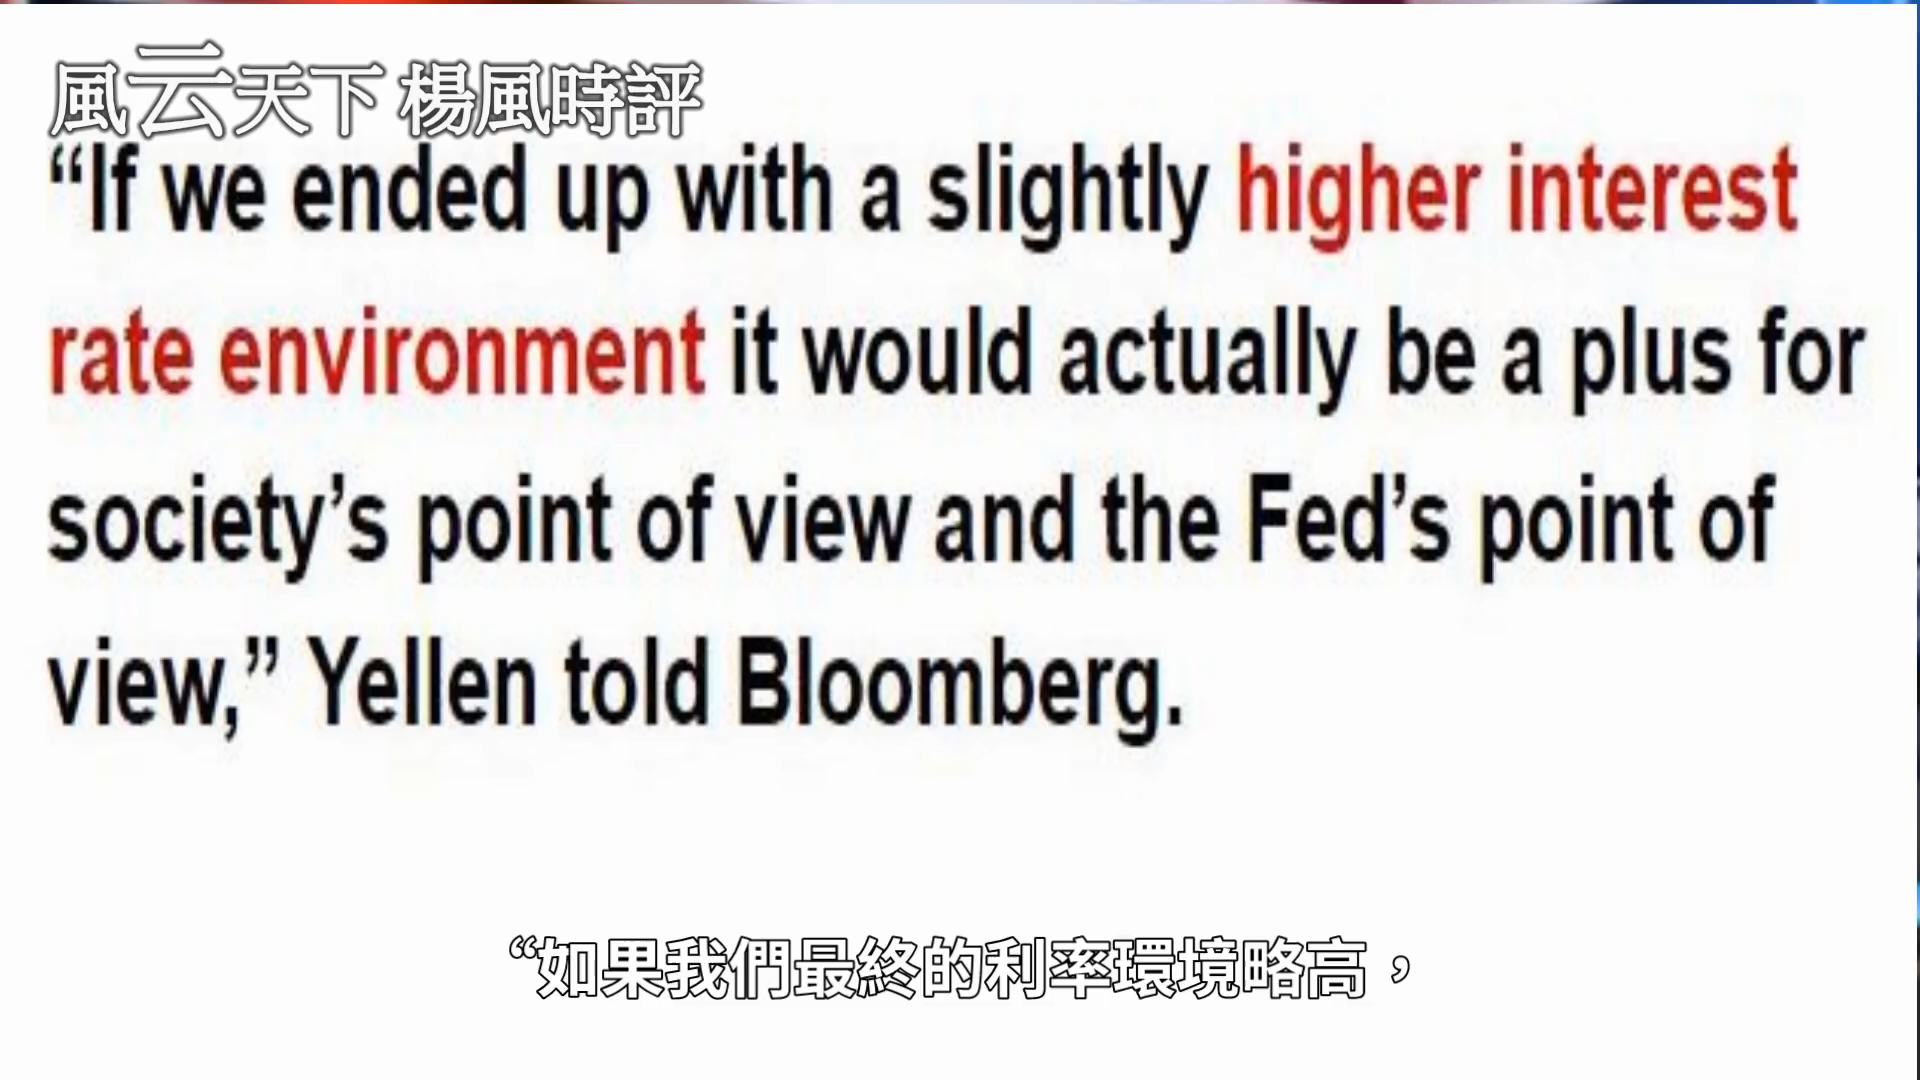 風云天下 楊風時評
“If we ended up with a slightly higher interest
rate environment it would actually be a plus for
society’s point of view and the Fed’s point of
view,” Yellen told Bloomberg.
“如果我們最終的利率環境略高，